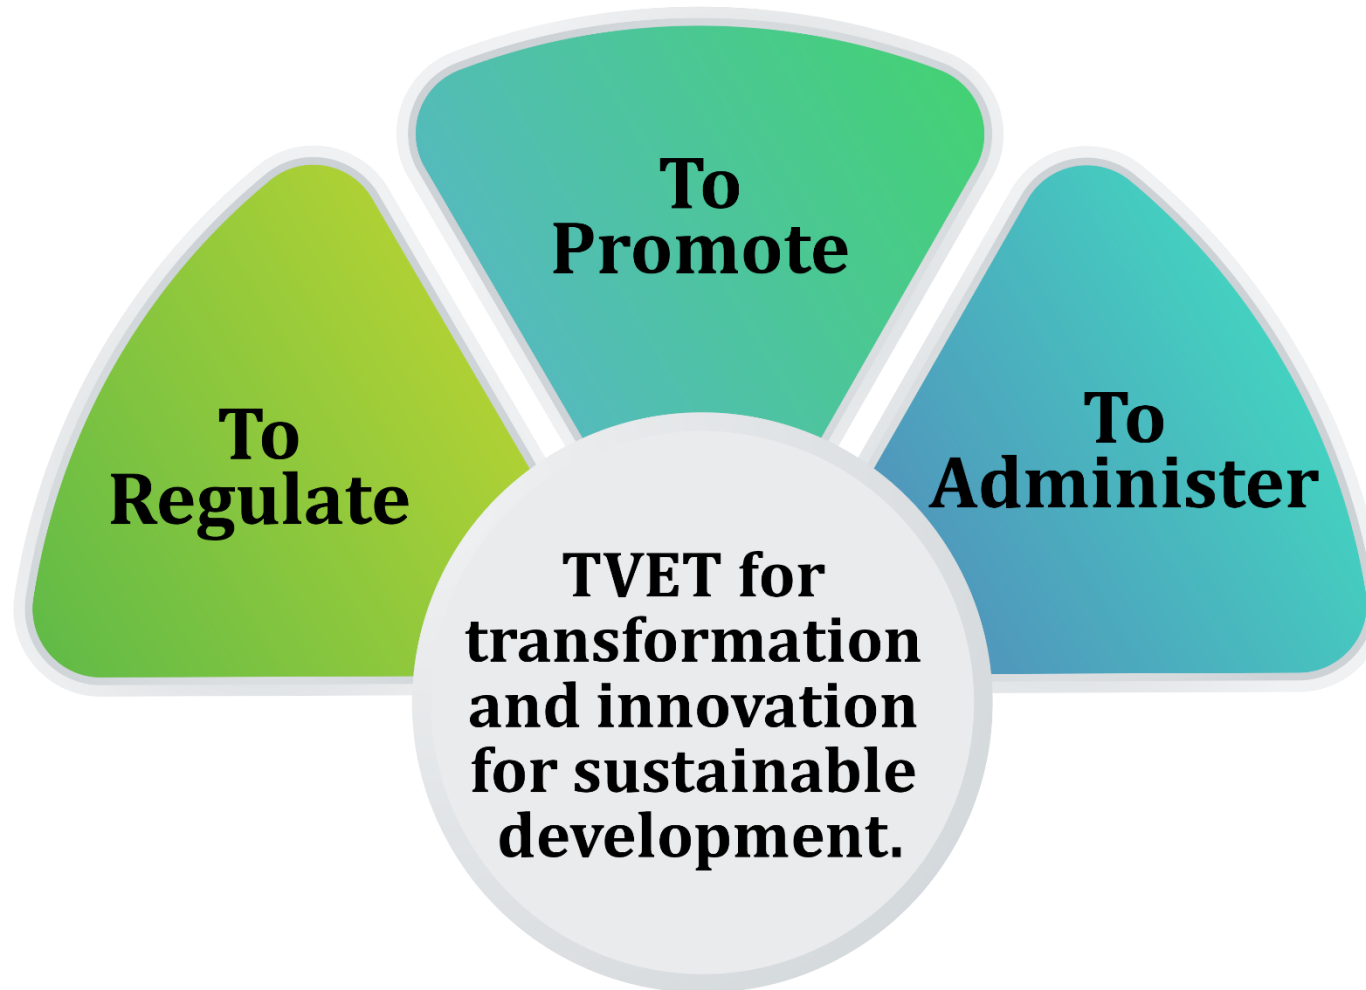 To
Regulate
To
Promote
To
Administer
TVET for
transformation
and innovation
for sustainable
development.